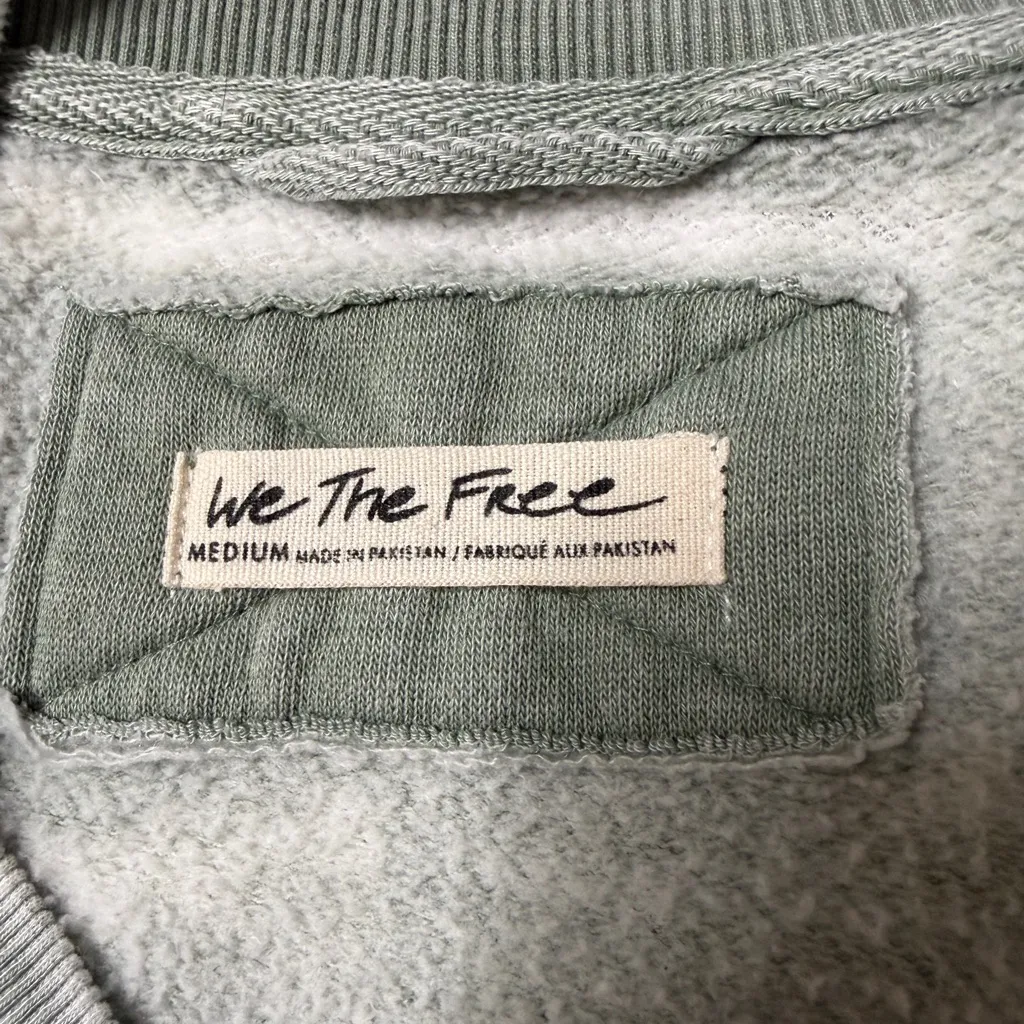 We The Free
MEDIUM MADE IN PAKISTAN / FABRIQUÉ AUX PAKISTAN